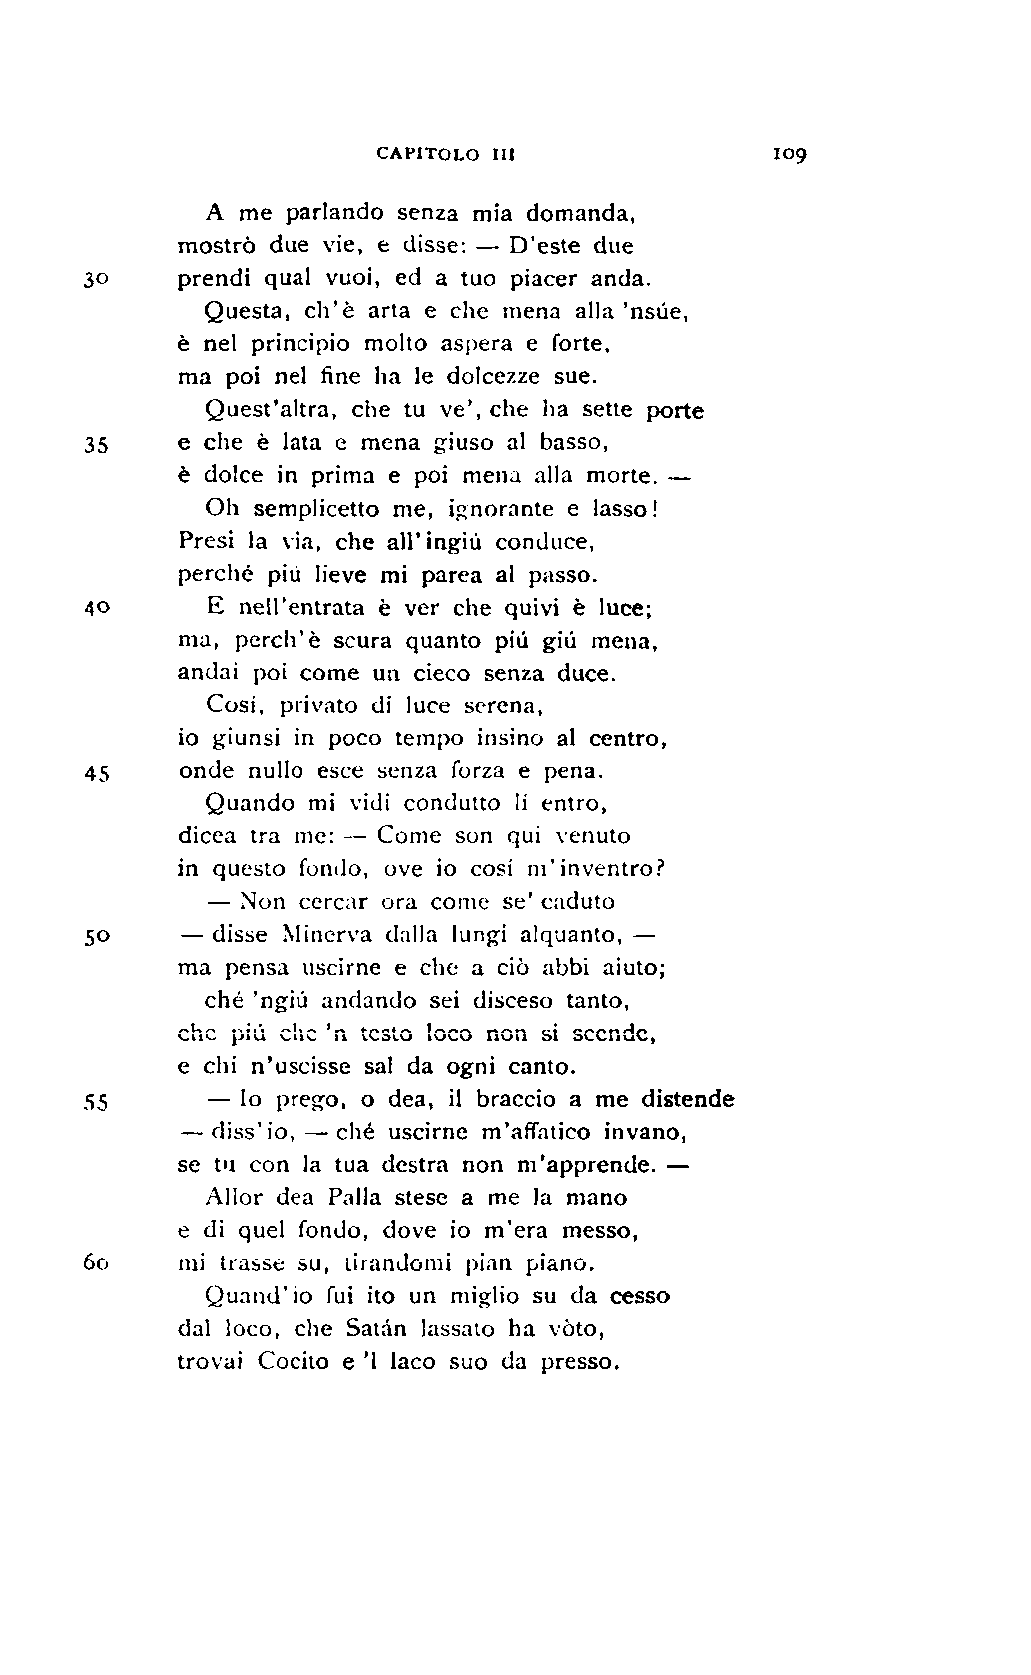 CAPITOLO III 109
A me parlando senza mia domanda,
mostrò due vie, e disse: — D'este due
30 prendi qual vuoi, ed a tuo piacer anda.
Questa, ch'è arta e che mena alla 'nsúe,
è nel principio molto aspera e forte,
ma poi nel fine ha le dolcezze sue.
Quest'altra, che tu ve', che ha sette porte
35 e che è lata e mena giuso al basso,
è dolce in prima e poi mena alla morte. —
Oh semplicetto me, ignorante e lasso!
Presi la via, che all'ingiú conduce,
perché piú lieve mi parea al passo.
40 E nell'entrata è ver che quivi è luce;
ma, perch'è scura quanto piú giú mena,
andai poi come un cieco senza duce.
Cosí, privato di luce serena,
io giunsi in poco tempo insino al centro,
45 onde nullo esce senza forza e pena.
Quando mi vidi condutto lí entro,
dicea tra me: — Come son qui venuto
in questo fondo, ove io cosí m'inventro?
— Non cercar ora come se' caduto
50 — disse Minerva dalla lungi alquanto, —
ma pensa uscirne e che a ciò abbi aiuto;
ché 'ngiú andando sei disceso tanto,
che piú che 'n testo loco non si scende,
e chi n'uscisse sal da ogni canto.
55 — Io prego, o dea, il braccio a me distende
— diss'io, — ché uscirne m'affatico invano,
se tu con la tua destra non m'apprende. —
Allor dea Palla stese a me la mano
e di quel fondo, dove io m'era messo,
60 mi trasse su, tirandomi pian piano.
Quand'io fui ito un miglio su da cesso
dal loco, che Satán lassato ha vòto,
trovai Cocito e 'l laco suo da presso.